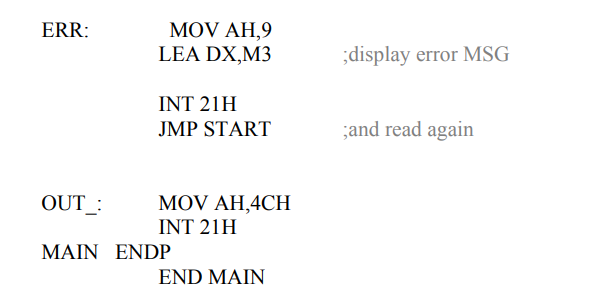 ERR: MOV AH,9
LEA DX,M3 ;display error MSG
INT 21H
JMP START ;and read again
OUT_: MOV AH,4CH
INT 21H
MAIN ENDP
END MAIN